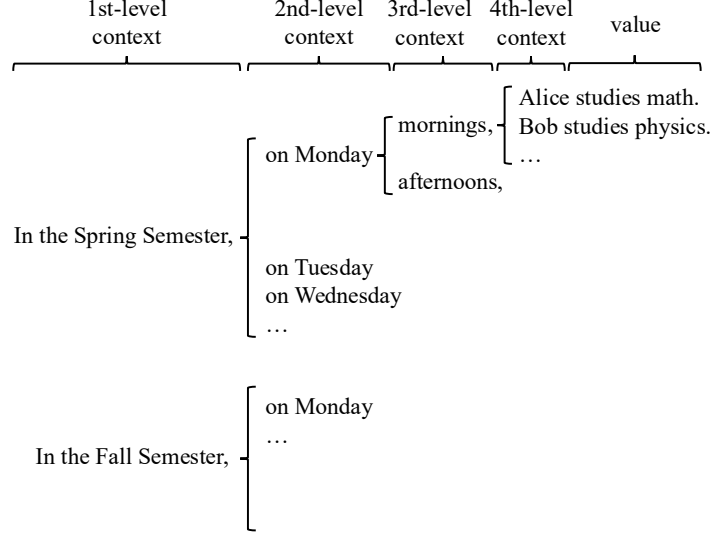 1st-level context
2nd-level context
3rd-level context
4th-level context
value
In the Spring Semester,
on Monday
mornings,
Alice studies math.
Bob studies physics.
…
afternoons,
on Tuesday
on Wednesday
…
In the Fall Semester,
on Monday
…